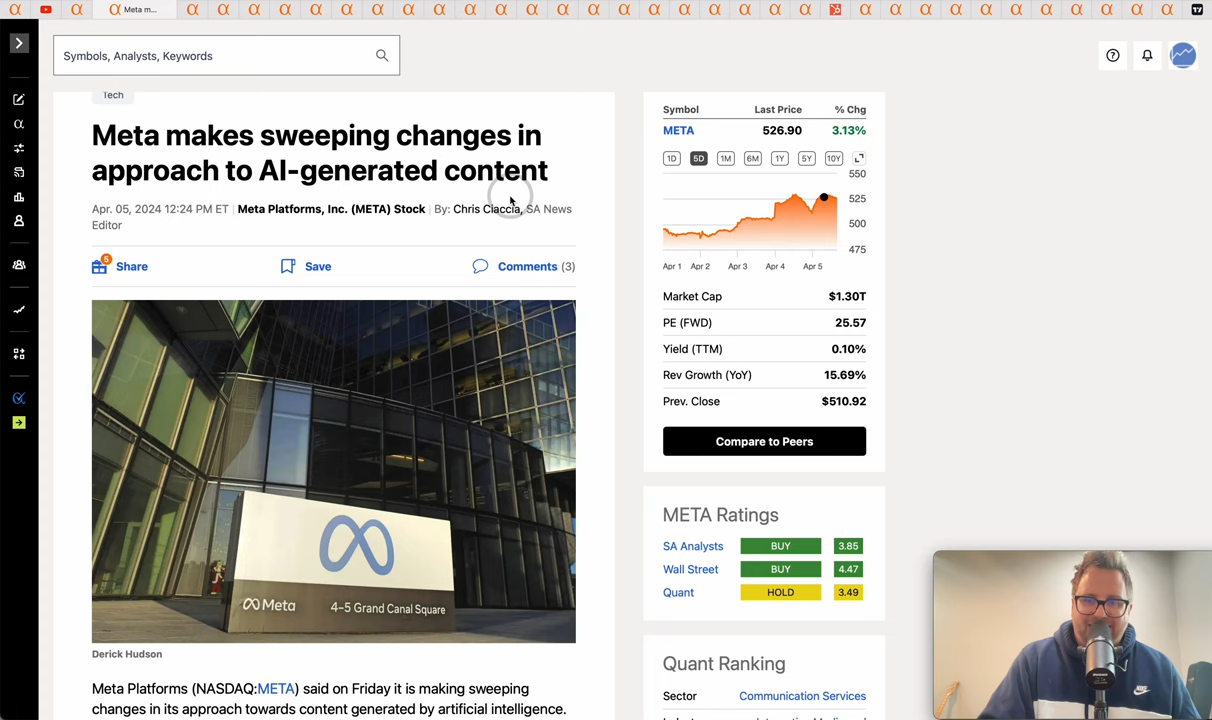 Meta m...
Symbols, Analysts, Keywords
Tech
Meta makes sweeping changes in
approach to AI-generated content
Apr. 05, 2024 12:24 PM ET | Meta Platforms, Inc. (META) Stock | By: Chris Ciaccia, SA News
Editor
5
Share
Save
Comments (3)
Meta
4-5 Grand Canal Square
Derick Hudson
Meta Platforms (NASDAQ:META) said on Friday it is making sweeping
changes in its approach towards content generated by artificial intelligence.
Symbol Last Price % Chg
META 526.90 3.13%
1D 5D 1M 6M 1Y 5Y 10Y
550
525
500
475
Apr 1 Apr 2 Apr 3 Apr 4 Apr 5
Market Cap $1.30T
PE (FWD) 25.57
Yield (TTM) 0.10%
Rev Growth (YoY) 15.69%
Prev. Close $510.92
Compare to Peers
META Ratings
SA Analysts BUY 3.85
Wall Street BUY 4.47
Quant HOLD 3.49
Quant Ranking
Sector Communication Services